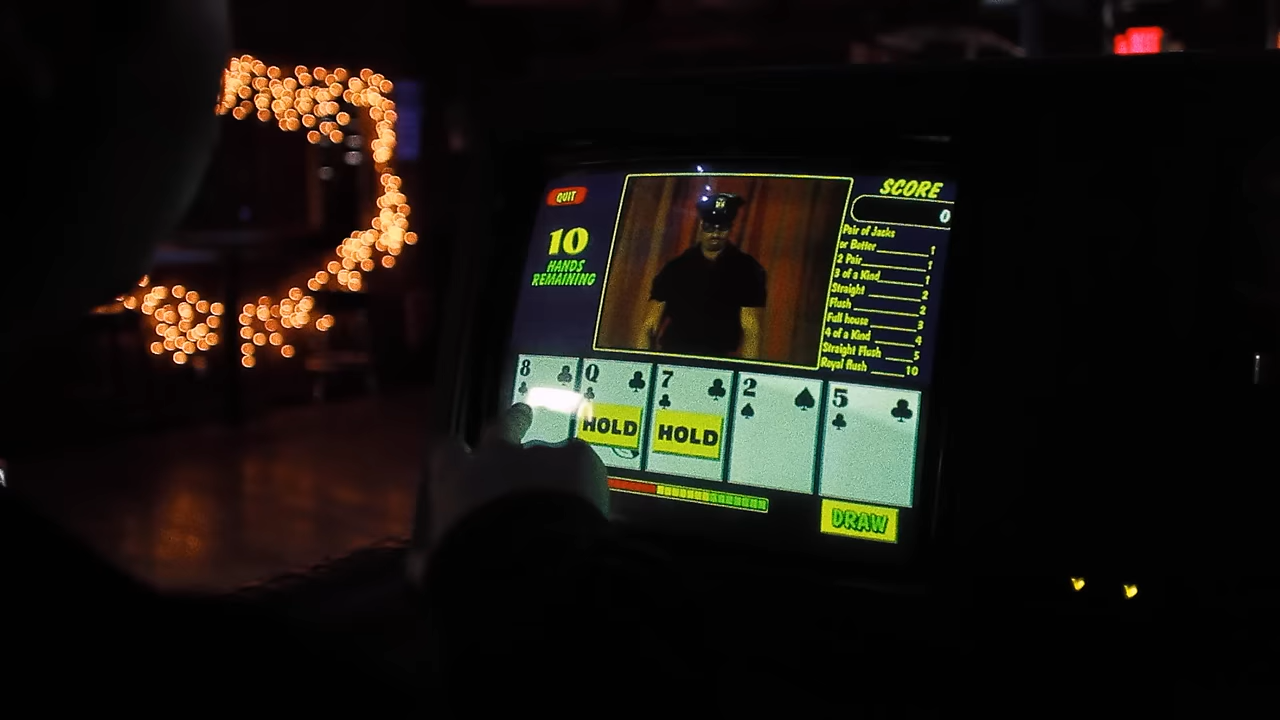 QUIT
10
HANDS
REMAINING
SCORE
0
Pair of Jacks
or Better 1
2 Pair 1
3 of a Kind 1
Straight 2
Flush 2
Full house 3
4 of a Kind 4
Straight Flush 5
Royal flush 10
8 Q 7 2 5
HOLD HOLD
DRAW